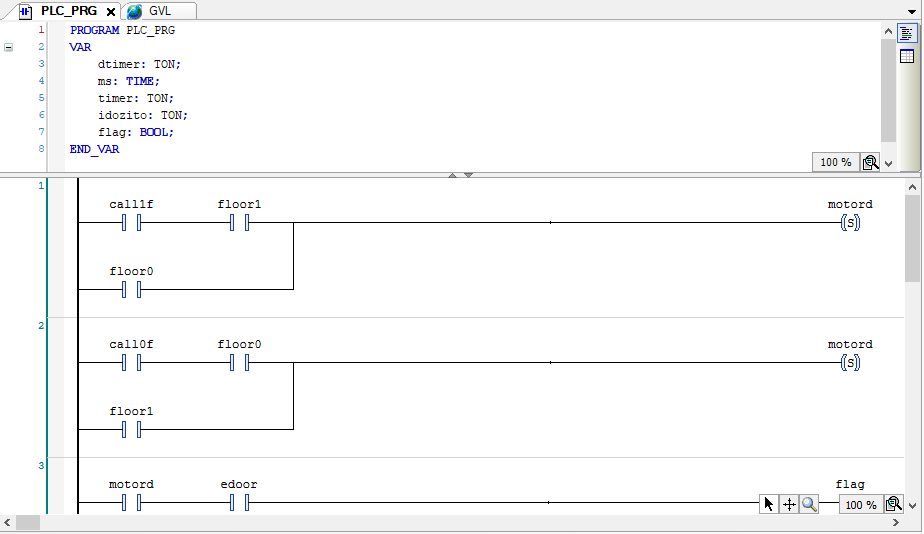 PLC_PRG GVL
1 PROGRAM PLC_PRG
2 VAR
3 dtimer: TON;
4 ms: TIME;
5 timer: TON;
6 idozito: TON;
7 flag: BOOL;
8 END_VAR
100 %
1
call1f floor1 motord
S
floor0
2
call0f floor0 motord
S
floor1
3
motord edoor flag
100 %